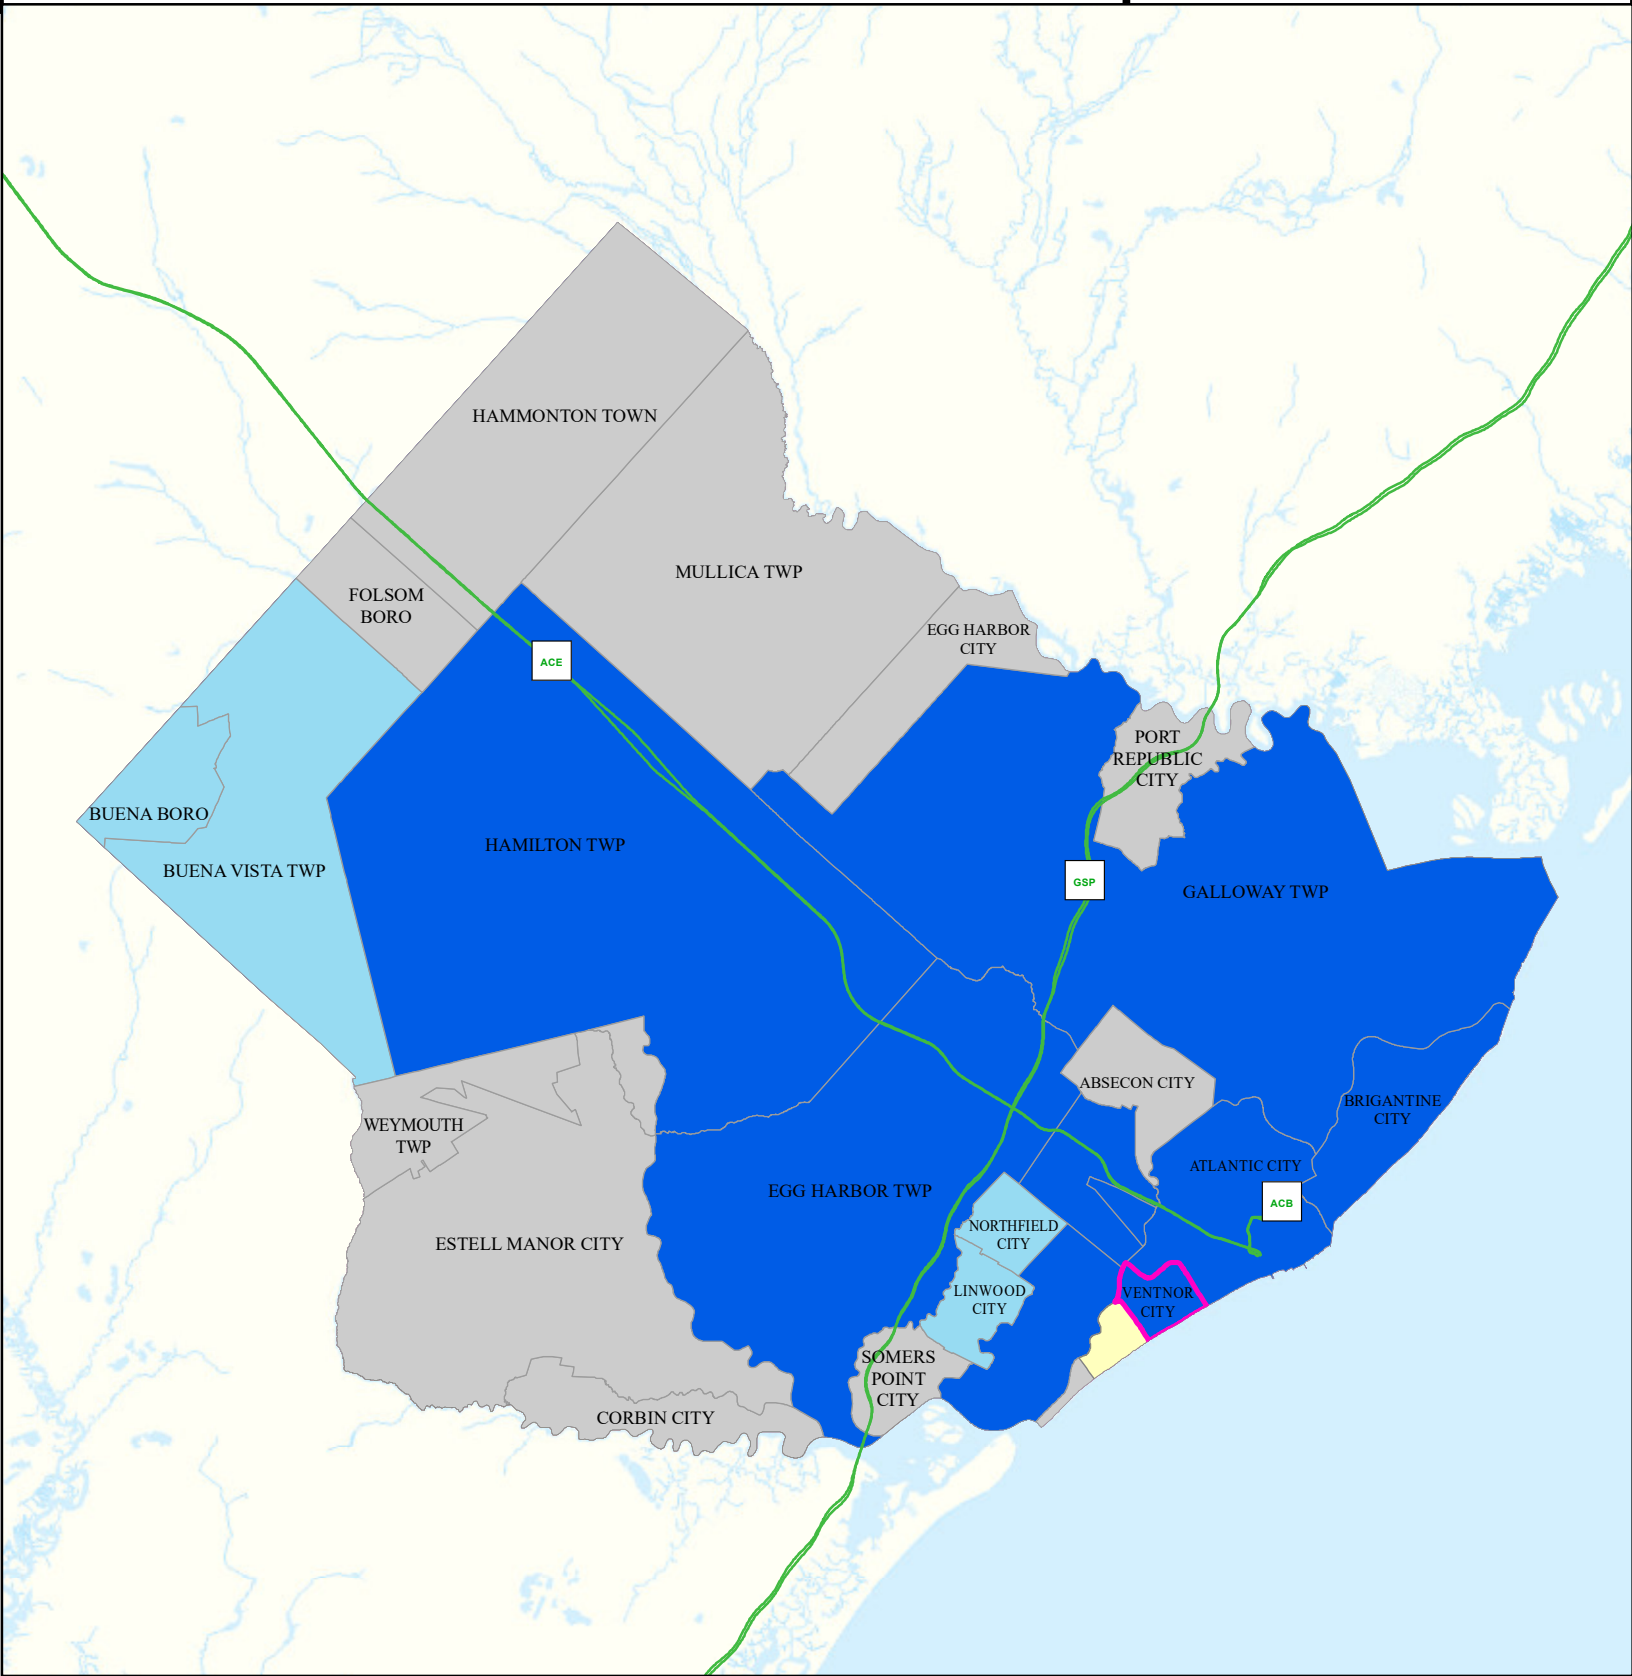 HAMMONTON TOWN
MULLICA TWP
FOLSOM
BORO
EGG HARBOR
CITY
ACE
PORT
REPUBLIC
CITY
BUENA BORO
HAMILTON TWP
BUENA VISTA TWP
GSP
GALLOWAY TWP
ABSECON CITY
BRIGANTINE
CITY
WEYMOUTH
TWP
ATLANTIC CITY
EGG HARBOR TWP
ACB
NORTHFIELD
CITY
ESTELL MANOR CITY
LINWOOD
CITY
VENTNOR
CITY
SOMERS
POINT
CITY
CORBIN CITY